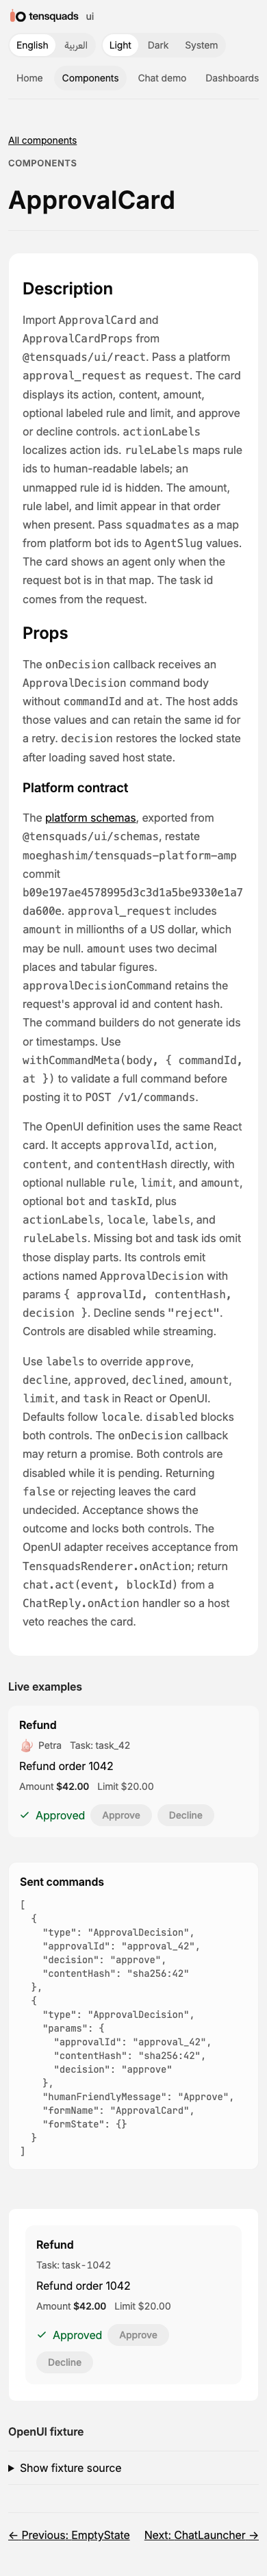 tensquads ui
English العربية Light Dark System
Home Components Chat demo Dashboards
All components
COMPONENTS
ApprovalCard
Description
Import ApprovalCard and
ApprovalCardProps from
@tensquads/ui/react. Pass a platform
approval_request as request. The card
displays its action, content, amount,
optional labeled rule and limit, and approve
or decline controls. actionLabels
localizes action ids. ruleLabels maps rule
ids to human-readable labels; an
unmapped rule id is hidden. The amount,
rule label, and limit appear in that order
when present. Pass squadmates as a map
from platform bot ids to AgentSlug values.
The card shows an agent only when the
request bot is in that map. The task id
comes from the request.
Props
The onDecision callback receives an
ApprovalDecision command body
without commandId and at. The host adds
those values and can retain the same id for
a retry. decision restores the locked state
after loading saved host state.
Platform contract
The platform schemas, exported from
@tensquads/ui/schemas, restate
moeghashim/tensquads-platform-amp
commit
b09e197ae4578995d3c3d1a5be9330e1a7
da600e. approval_request includes
amount in millionths of a US dollar, which
may be null. amount uses two decimal
places and tabular figures.
approvalDecisionCommand retains the
request's approval id and content hash.
The command builders do not generate ids
or timestamps. Use
withCommandMeta(body, { commandId,
at }) to validate a full command before
posting it to POST /v1/commands.
The OpenUI definition uses the same React
card. It accepts approvalId, action,
content, and contentHash directly, with
optional nullable rule, limit, and amount,
optional bot and taskId, plus
actionLabels, locale, labels, and
ruleLabels. Missing bot and task ids omit
those display parts. Its controls emit
actions named ApprovalDecision with
params { approvalId, contentHash,
decision }. Decline sends "reject".
Controls are disabled while streaming.
Use labels to override approve,
decline, approved, declined, amount,
limit, and task in React or OpenUI.
Defaults follow locale. disabled blocks
both controls. The onDecision callback
may return a promise. Both controls are
disabled while it is pending. Returning
false or rejecting leaves the card
undecided. Acceptance shows the
outcome and locks both controls. The
OpenUI adapter receives acceptance from
TensquadsRenderer.onAction; return
chat.act(event, blockId) from a
ChatReply.onAction handler so a host
veto reaches the card.
Live examples
Refund
Petra Task: task_42
Refund order 1042
Amount $42.00 Limit $20.00
✓ Approved Approve Decline
Sent commands
[
{
"type": "ApprovalDecision",
"approvalId": "approval_42",
"decision": "approve",
"contentHash": "sha256:42"
},
{
"type": "ApprovalDecision",
"params": {
"approvalId": "approval_42",
"contentHash": "sha256:42",
"decision": "approve"
},
"humanFriendlyMessage": "Approve",
"formName": "ApprovalCard",
"formState": {}
}
]
Refund
Task: task-1042
Refund order 1042
Amount $42.00 Limit $20.00
✓ Approved Approve
Decline
OpenUI fixture
▶ Show fixture source
← Previous: EmptyState Next: ChatLauncher →